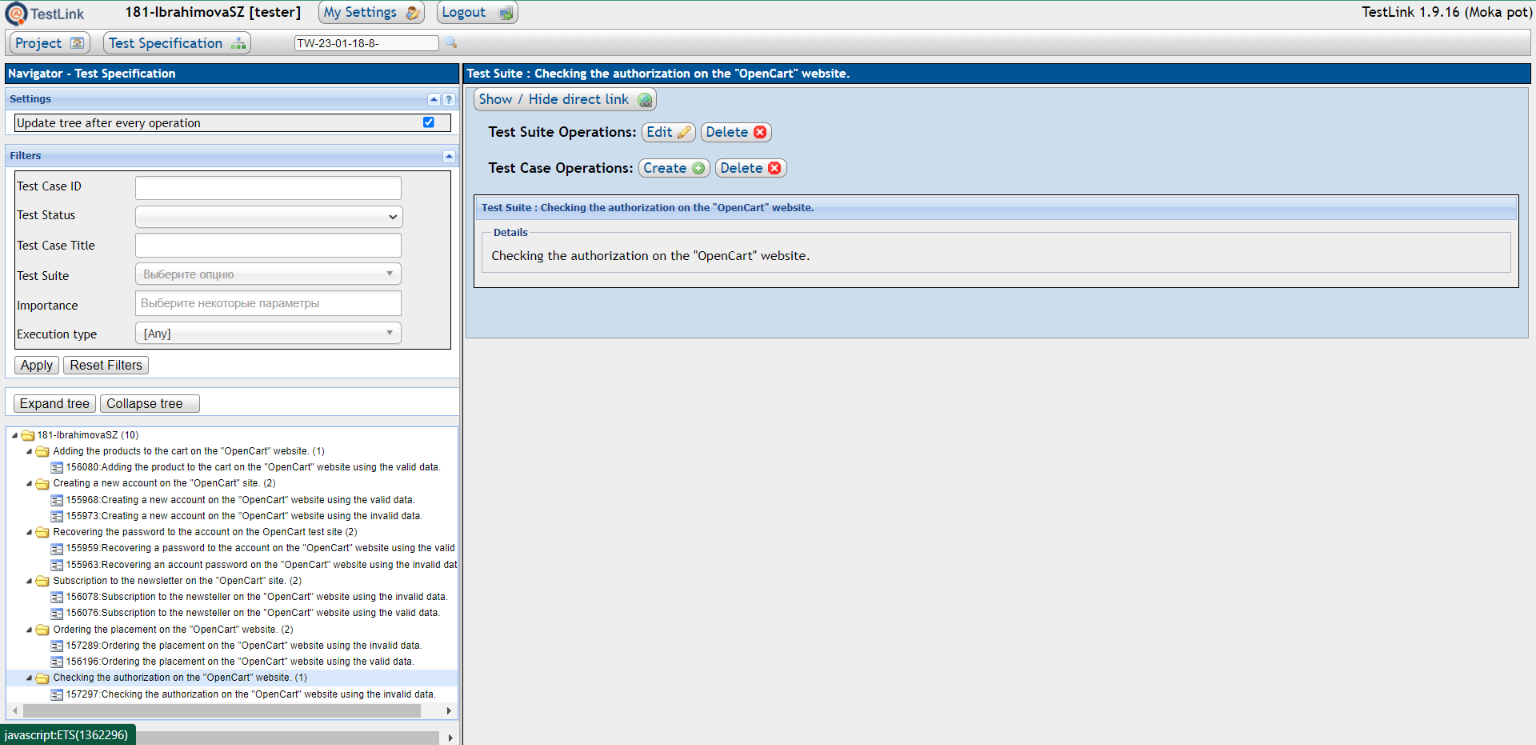 TestLink 181-IbrahimovaSZ [tester] My Settings Logout TestLink 1.9.16 (Moka pot)
Project Test Specification TW-23-01-18-8-
Navigator - Test Specification
Settings ?
Update tree after every operation
Filters
Test Case ID
Test Status
Test Case Title
Test Suite Выберите опцию
Importance Выберите некоторые параметры
Execution type [Any]
Apply Reset Filters
Expand tree Collapse tree
181-IbrahimovaSZ (10)
Adding the products to the cart on the "OpenCart" website. (1)
156080:Adding the product to the cart on the "OpenCart" website using the valid data.
Creating a new account on the "OpenCart" site. (2)
155968:Creating a new account on the "OpenCart" website using the valid data.
155973:Creating a new account on the "OpenCart" website using the invalid data.
Recovering the password to the account on the OpenCart test site (2)
155959:Recovering a password to the account on the "OpenCart" website using the valid
155963:Recovering an account password on the "OpenCart" website using the invalid dat
Subscription to the newsletter on the "OpenCart" site. (2)
156078:Subscription to the newsteller on the "OpenCart" website using the invalid data.
156076:Subscription to the newsteller on the "OpenCart" website using the valid data.
Ordering the placement on the "OpenCart" website. (2)
157289:Ordering the placement on the "OpenCart" website using the invalid data.
156196:Ordering the placement on the "OpenCart" website using the valid data.
Checking the authorization on the "OpenCart" website. (1)
157297:Checking the authorization on the "OpenCart" website using the invalid data.
javascript:ETS(1362296)
Test Suite : Checking the authorization on the "OpenCart" website.
Show / Hide direct link
Test Suite Operations: Edit Delete
Test Case Operations: Create Delete
Test Suite : Checking the authorization on the "OpenCart" website.
Details
Checking the authorization on the "OpenCart" website.